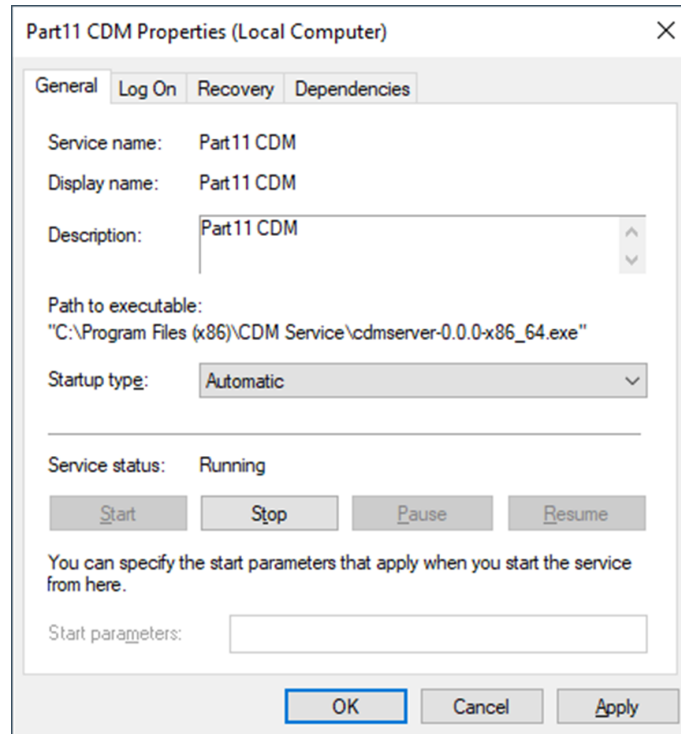 Part11 CDM Properties (Local Computer)
General Log On Recovery Dependencies
Service name: Part11 CDM
Display name: Part11 CDM
Description: Part11 CDM
Path to executable:
"C:\Program Files (x86)\CDM Service\cdmserver-0.0.0-x86_64.exe"
Startup type: Automatic
Service status: Running
Start Stop Pause Resume
You can specify the start parameters that apply when you start the service
from here.
Start parameters:
OK Cancel Apply